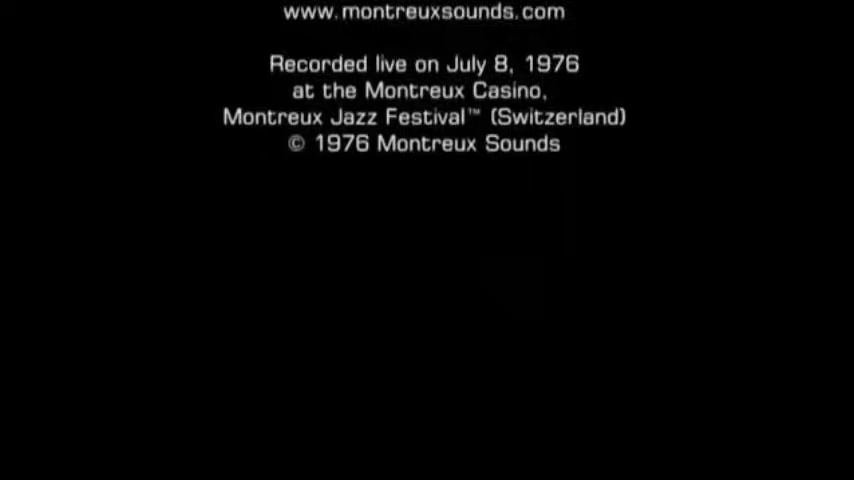 www.montreuxsounds.com
Recorded live on July 8, 1976
at the Montreux Casino,
Montreux Jazz Festival™ (Switzerland)
© 1976 Montreux Sounds